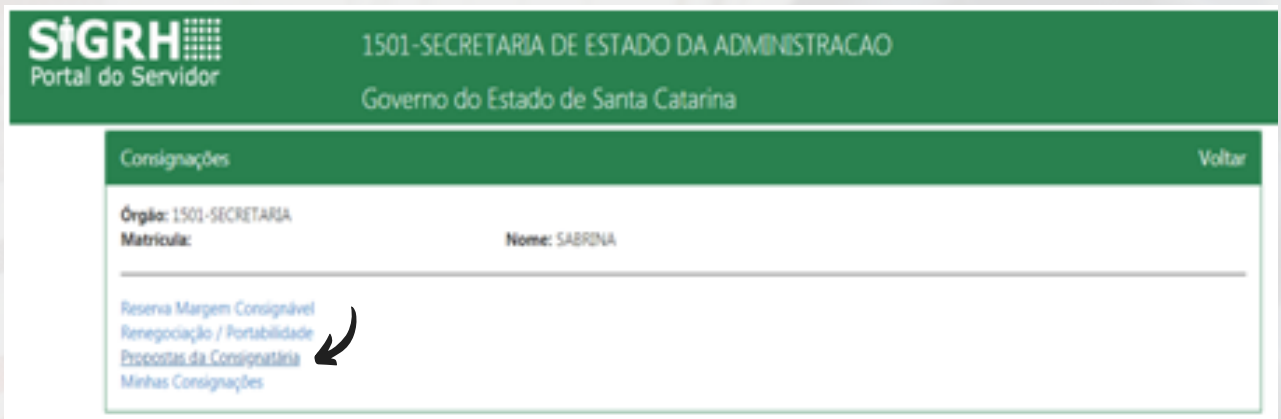 SIGRH
Portal do Servidor
1501-SECRETARIA DE ESTADO DA ADMINISTRACAO
Governo do Estado de Santa Catarina
Consignações Voltar
Órgão: 1501-SECRETARIA
Matrícula: Nome: SABRINA
Reserva Margem Consignável
Renegociação / Portabilidade
Propostas da Consignatária
Minhas Consignações